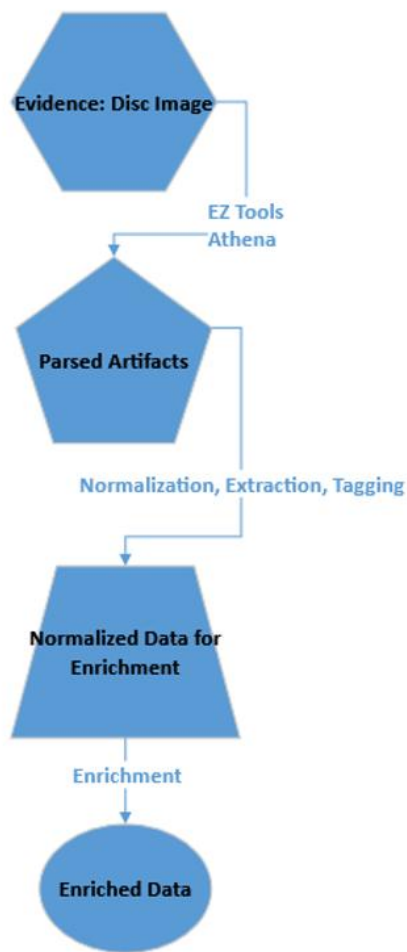 Evidence: Disc Image
EZ Tools
Athena
Parsed Artifacts
Normalization, Extraction, Tagging
Normalized Data for
Enrichment
Enrichment
Enriched Data